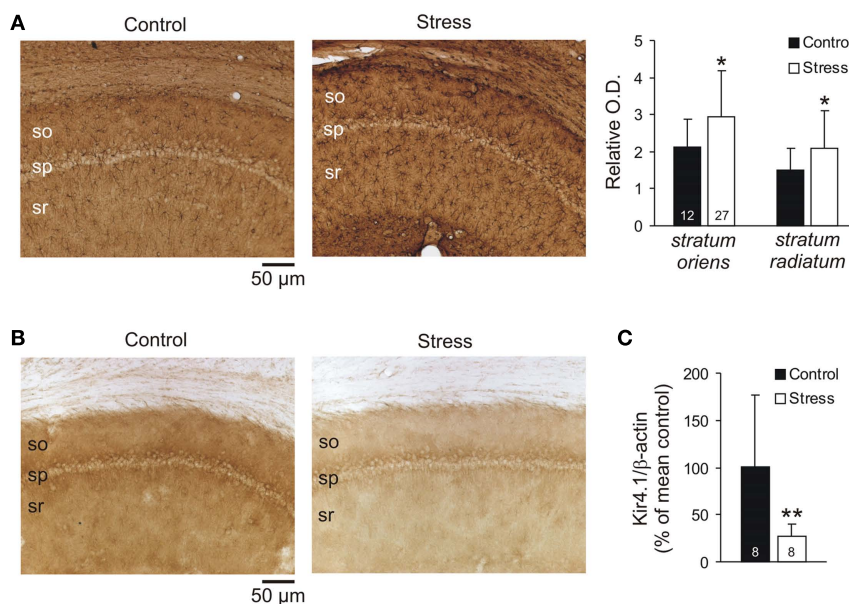 A
Control
Stress
so
sp
sr
so
sp
sr
50 µm
Relative O.D.
5
4
3
2
1
0
Control
Stress
*
*
12
27
stratum oriens
stratum radiatum
B
Control
Stress
so
sp
sr
so
sp
sr
50 µm
C
Kir4.1/β-actin
(% of mean control)
200
150
100
50
0
Control
Stress
**
8
8